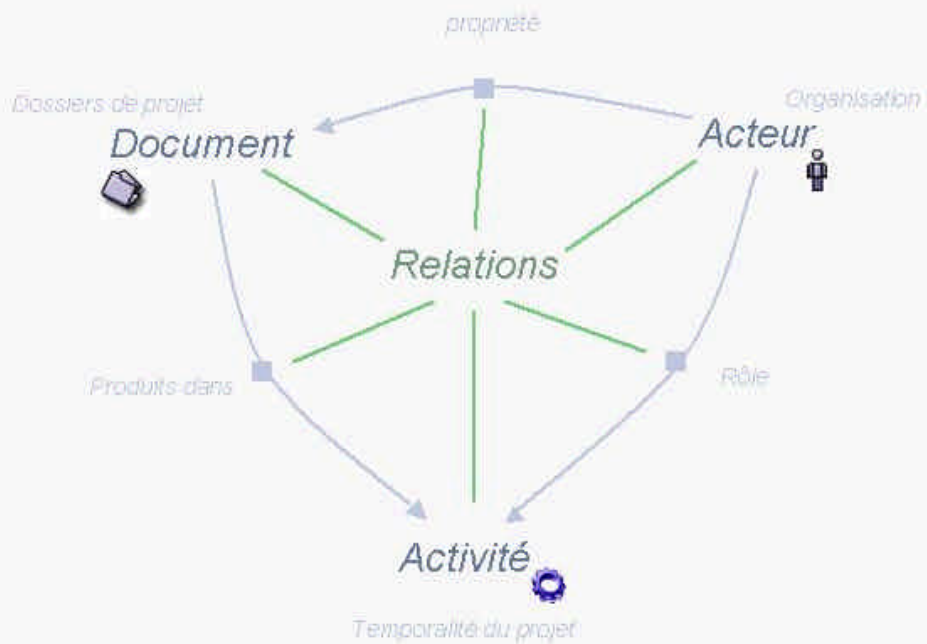 propriété
Dossiers de projet
Organisation
Document
Acteur
Relations
Produits dans
Rôle
Activité
Temporalité du projet